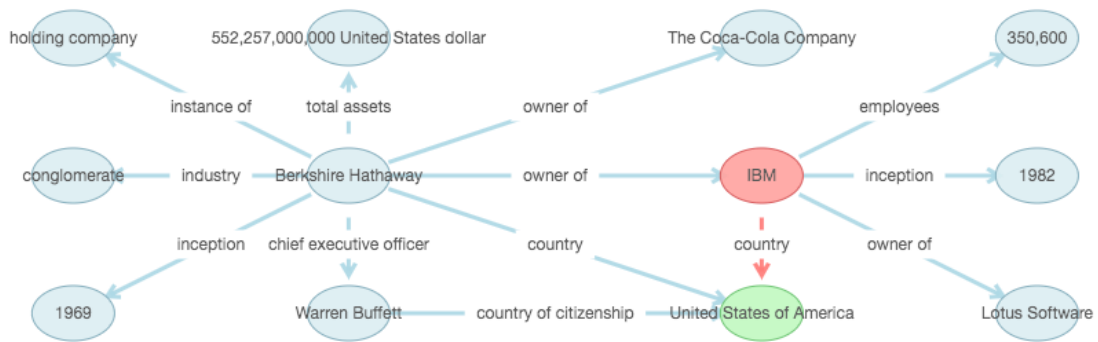 holding company
552,257,000,000 United States dollar
The Coca-Cola Company
350,600
instance of
total assets
owner of
employees
conglomerate
industry
Berkshire Hathaway
owner of
IBM
inception
1982
inception
chief executive officer
country
country
owner of
1969
Warren Buffett
country of citizenship
United States of America
Lotus Software